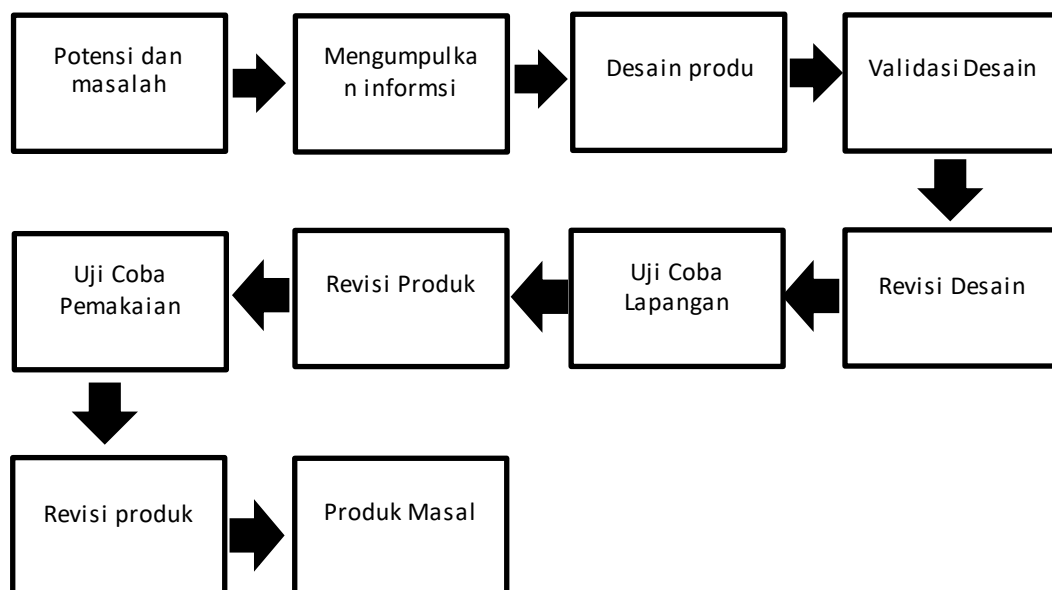 Potensi dan
masalah
Mengumpulka
n informsi
Desain produ
Validasi Desain
Uji Coba
Pemakaian
Revisi Produk
Uji Coba
Lapangan
Revisi Desain
Revisi produk
Produk Masal